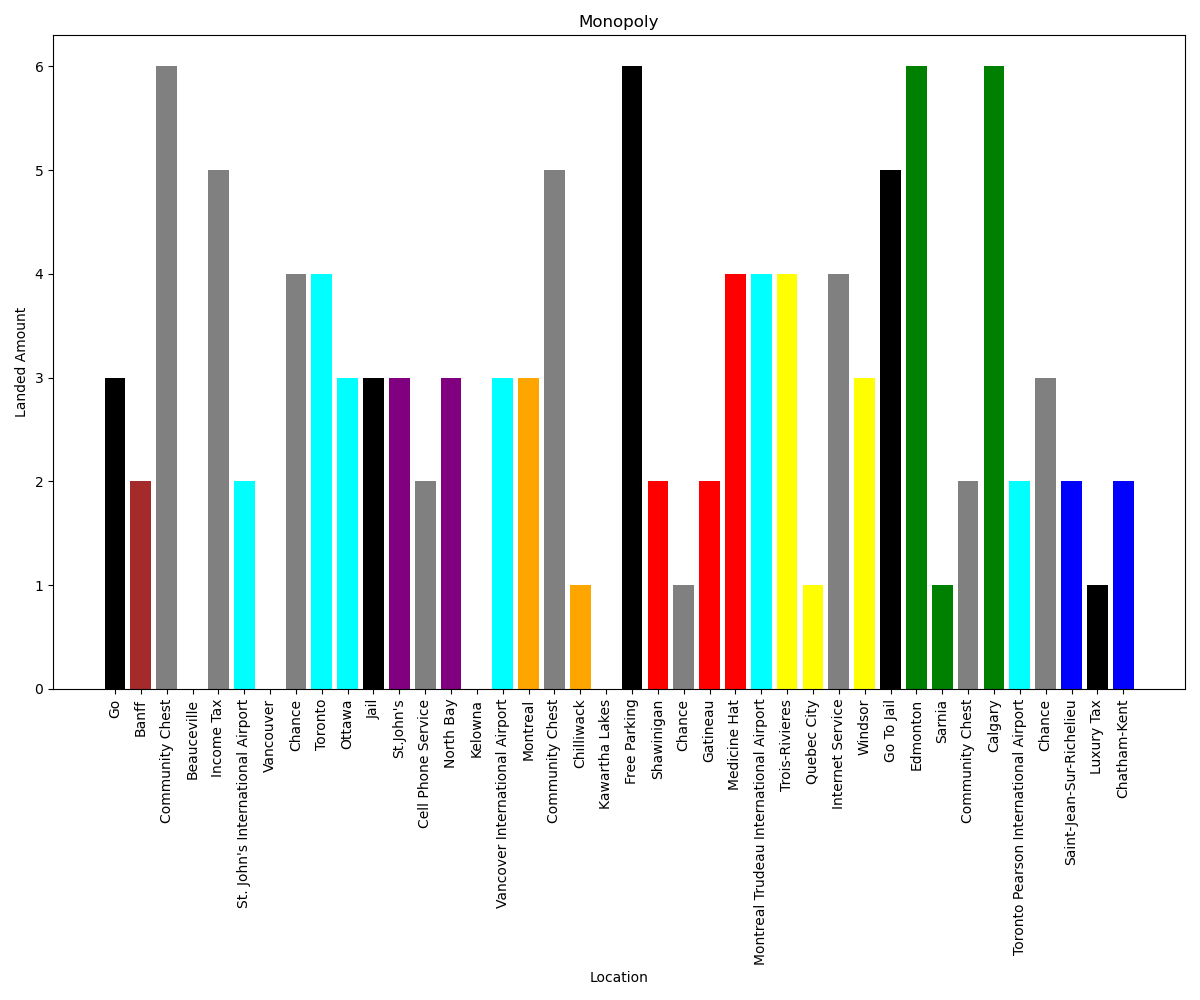 Monopoly
Landed Amount
6
5
4
3
2
1
0
Go
Banff
Community Chest
Beauceville
Income Tax
St. John's International Airport
Vancouver
Chance
Toronto
Ottawa
Jail
St.John's
Cell Phone Service
North Bay
Kelowna
Vancover International Airport
Montreal
Community Chest
Chilliwack
Kawartha Lakes
Free Parking
Shawinigan
Chance
Gatineau
Medicine Hat
Montreal Trudeau International Airport
Trois-Rivieres
Quebec City
Internet Service
Windsor
Go To Jail
Edmonton
Sarnia
Community Chest
Calgary
Toronto Pearson International Airport
Chance
Saint-Jean-Sur-Richelieu
Luxury Tax
Chatham-Kent
Location